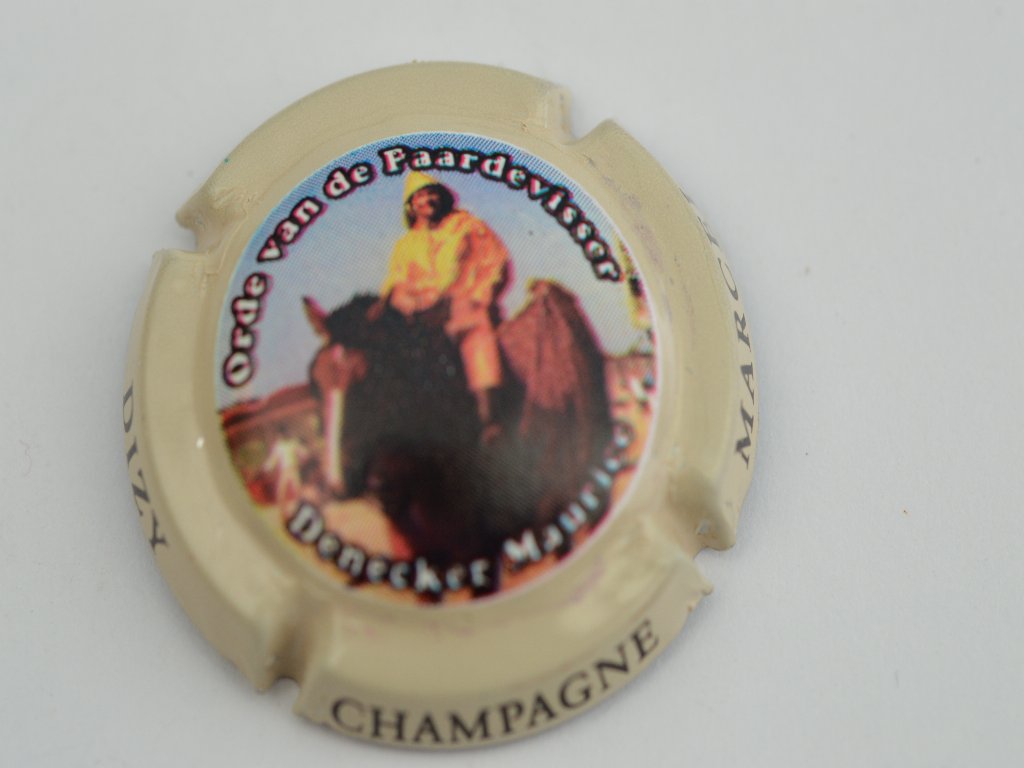 Orde van de Paardevisser
Denecker Maurice
DIZY
CHAMPAGNE